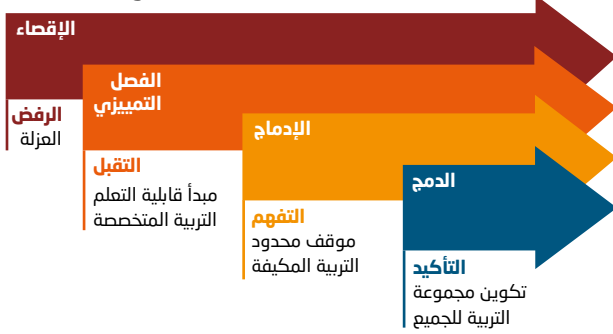 الإقصاء
الرفض
العزلة
الفصل
التمييزي
التقبل
مبدأ قابلية التعلم
التربية المتخصصة
الإدماج
التفهم
موقف محدود
التربية المكيفة
الدمج
التأكيد
تكوين مجموعة
التربية للجميع